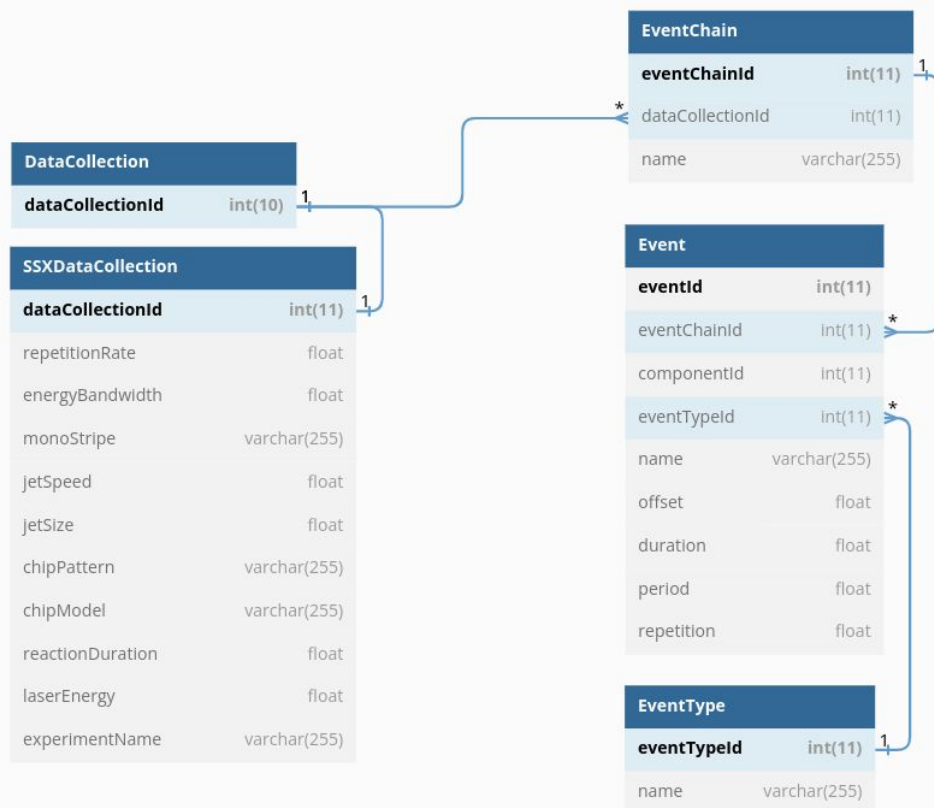 EventChain
eventChainId int(11) 1
* dataCollectionId int(11)
name varchar(255)
DataCollection
dataCollectionId int(10) 1
SSXDataCollection
dataCollectionId int(11) 1
repetitionRate float
energyBandwidth float
monoStripe varchar(255)
jetSpeed float
jetSize float
chipPattern varchar(255)
chipModel varchar(255)
reactionDuration float
laserEnergy float
experimentName varchar(255)
Event
eventId int(11)
eventChainId int(11) *
componentId int(11)
eventTypeId int(11) *
name varchar(255)
offset float
duration float
period float
repetition float
EventType
eventTypeId int(11) 1
name varchar(255)